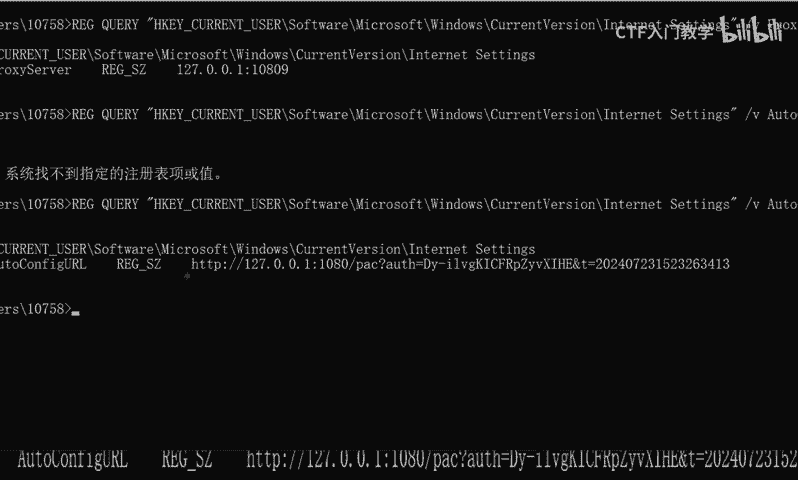 ers\10758>REG QUERY "HKEY_CURRENT_USER\Software\Microsoft\Windows\CurrentVersion\Internet Settings" /v
CTF入门教学 bilibili
CURRENT_USER\Software\Microsoft\Windows\CurrentVersion\Internet Settings
roxyServer REG_SZ 127.0.0.1:10809
ers\10758>REG QUERY "HKEY_CURRENT_USER\Software\Microsoft\Windows\CurrentVersion\Internet Settings" /v Auto
系统找不到指定的注册表项或值。
ers\10758>REG QUERY "HKEY_CURRENT_USER\Software\Microsoft\Windows\CurrentVersion\Internet Settings" /v Auto
CURRENT_USER\Software\Microsoft\Windows\CurrentVersion\Internet Settings
utoConfigURL REG_SZ http://127.0.0.1:1080/pac?auth=Dy-ilvgKICFRpZyvXIHE&t=202407231523263413
ers\10758>
AutoConfigURL REG_SZ http://127.0.0.1:1080/pac?auth=Dy-ilvgKICFRpZyvXIHE&t=20240723152